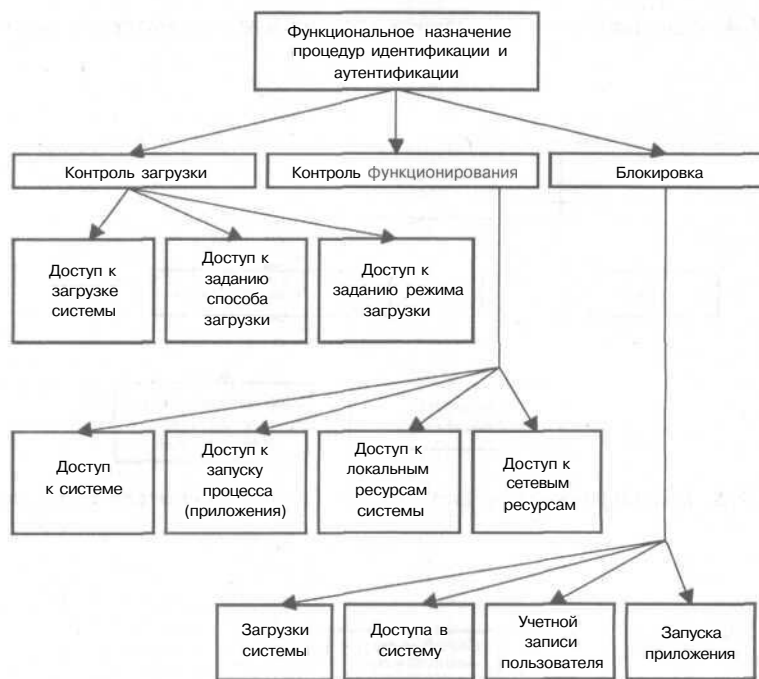 Функциональное назначение
процедур идентификации и
аутентификации
Контроль загрузки
Контроль функционирования
Блокировка
Доступ к
загрузке
системы
Доступ к
заданию
способа
загрузки
Доступ к
заданию режима
загрузки
Доступ
к системе
Доступ к
запуску
процесса
(приложения)
Доступ к
локальным
ресурсам
системы
Доступ к
сетевым
ресурсам
Загрузки
системы
Доступа в
систему
Учетной
записи
пользователя
Запуска
приложения